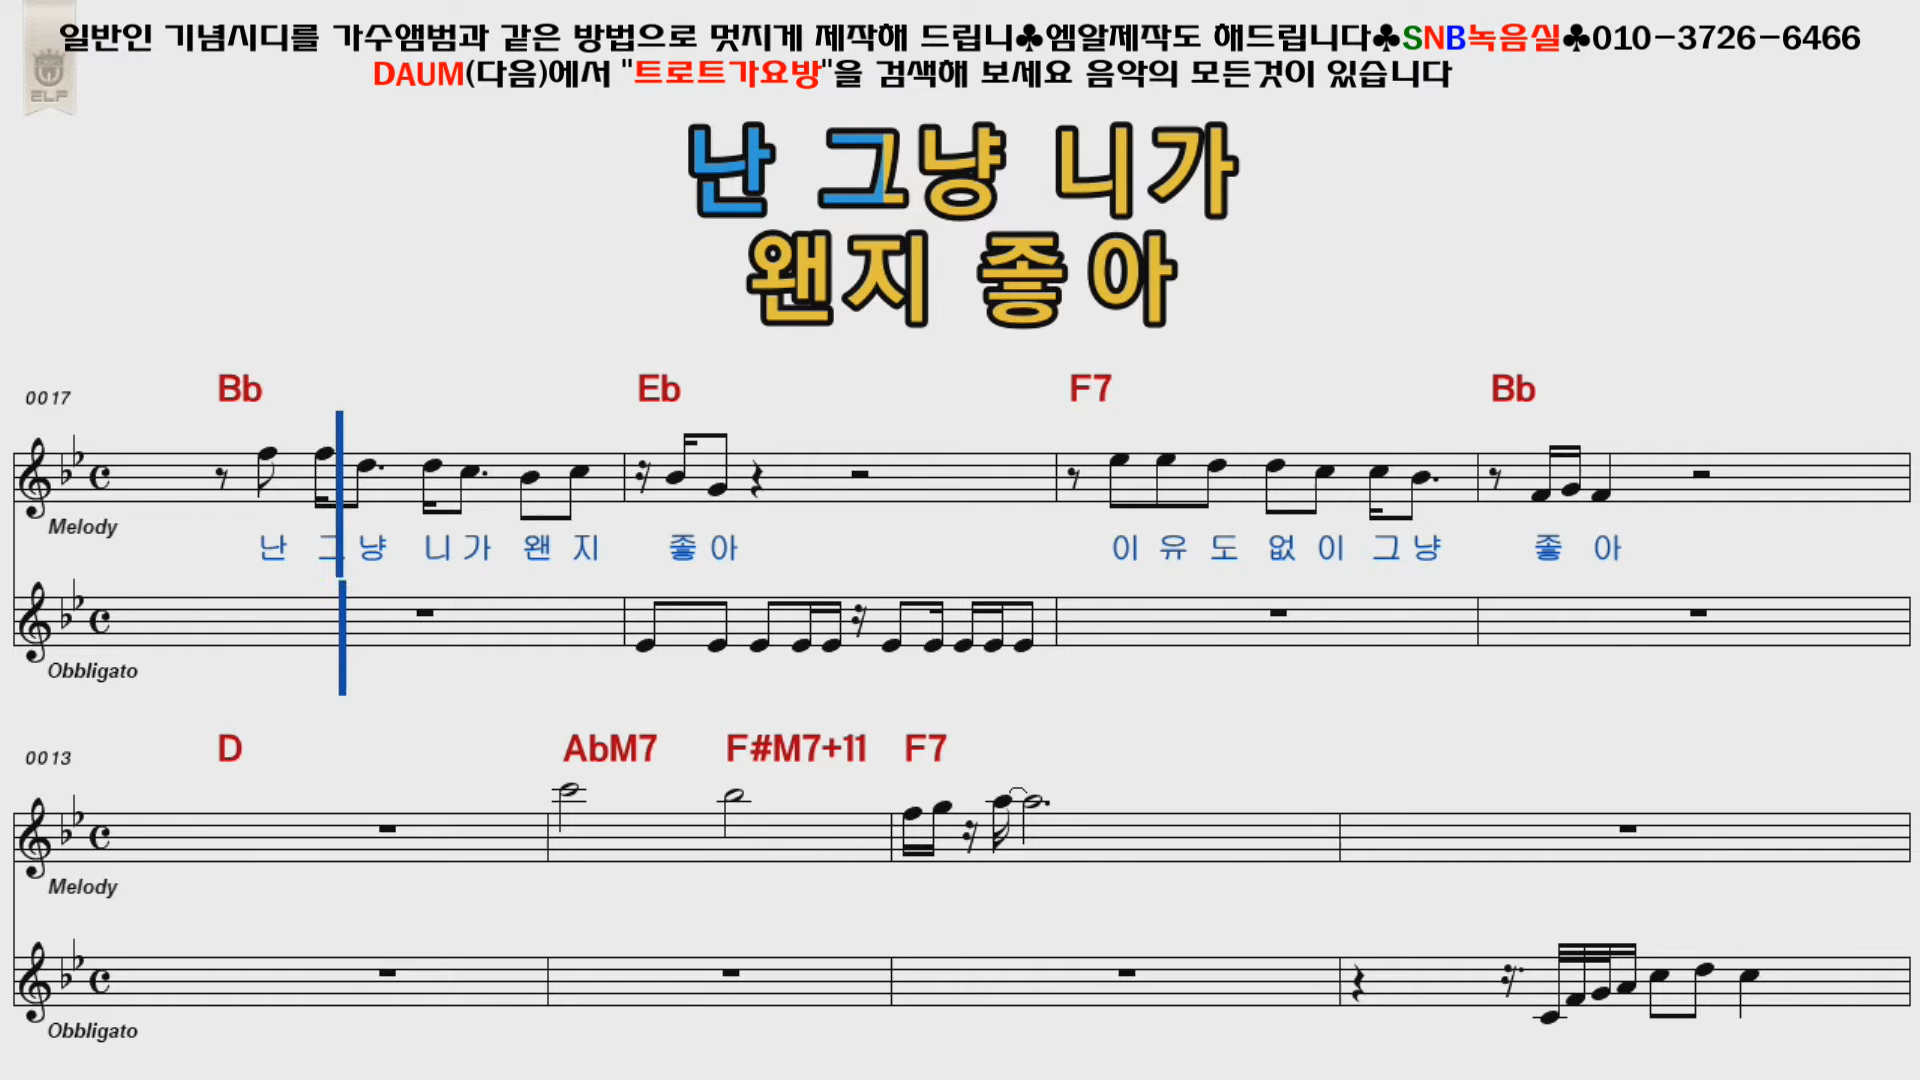 일반인 기념시디를 가수앰범과 같은 방법으로 멋지게 제작해 드립니♣엠알제작도 해드립니다♣SNB녹음실♣010-3726-6466
DAUM(다음)에서 "트로트가요방"을 검색해 보세요 음악의 모든것이 있습니다
ELF
난 그냥 니가
왠지 좋아
0017 Bb Eb F7 Bb
Melody
난 그 냥 니 가 왠 지 좋 아 이 유 도 없 이 그 냥 좋 아
Obbligato
0013 D AbM7 F#M7+11 F7
Melody
Obbligato